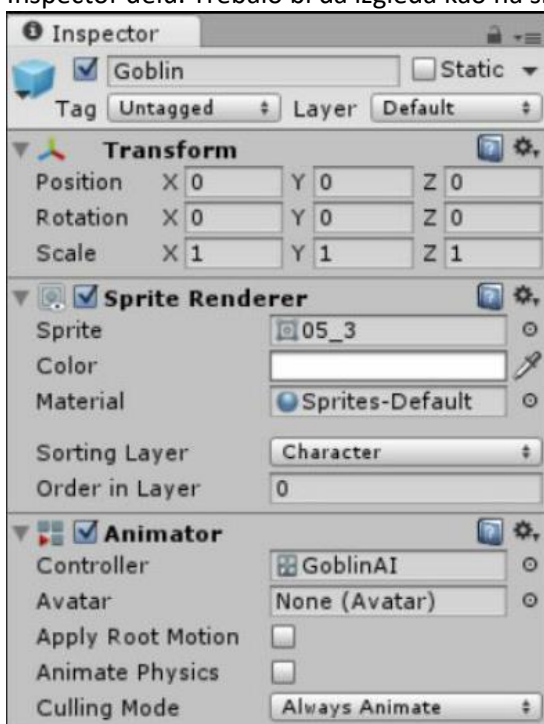 Inspector dela. Trebalo bi da izgleda kao na s
Inspector
Goblin Static
Tag Untagged Layer Default
Transform
Position X 0 Y 0 Z 0
Rotation X 0 Y 0 Z 0
Scale X 1 Y 1 Z 1
Sprite Renderer
Sprite 05_3
Color
Material Sprites-Default
Sorting Layer Character
Order in Layer 0
Animator
Controller GoblinAI
Avatar None (Avatar)
Apply Root Motion
Animate Physics
Culling Mode Always Animate